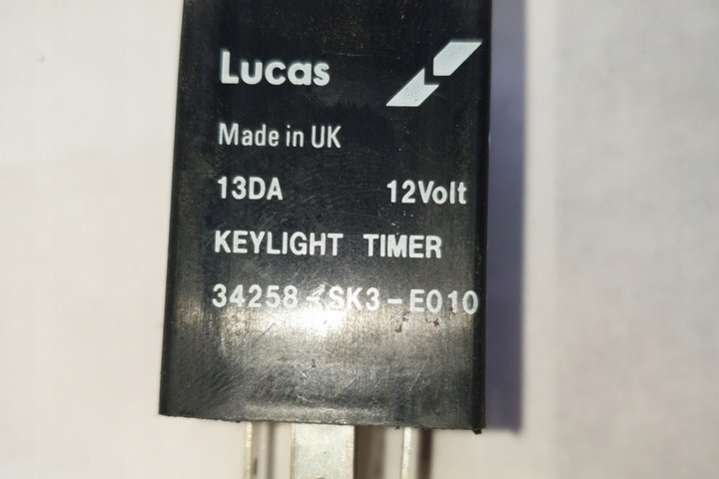 Lucas
Made in UK
13DA 12Volt
KEYLIGHT TIMER
34258-SK3-E010